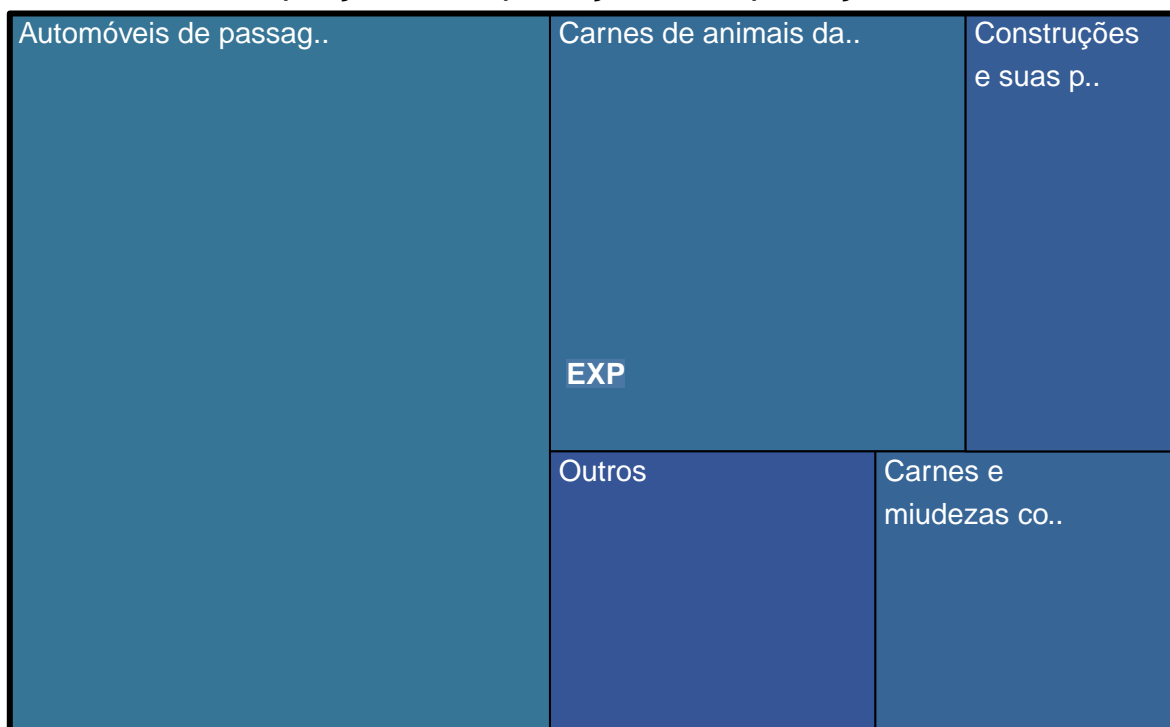 Automóveis de passag..
Carnes de animais da..
Construções
e suas p..
EXP
Outros
Carnes e
miudezas co..